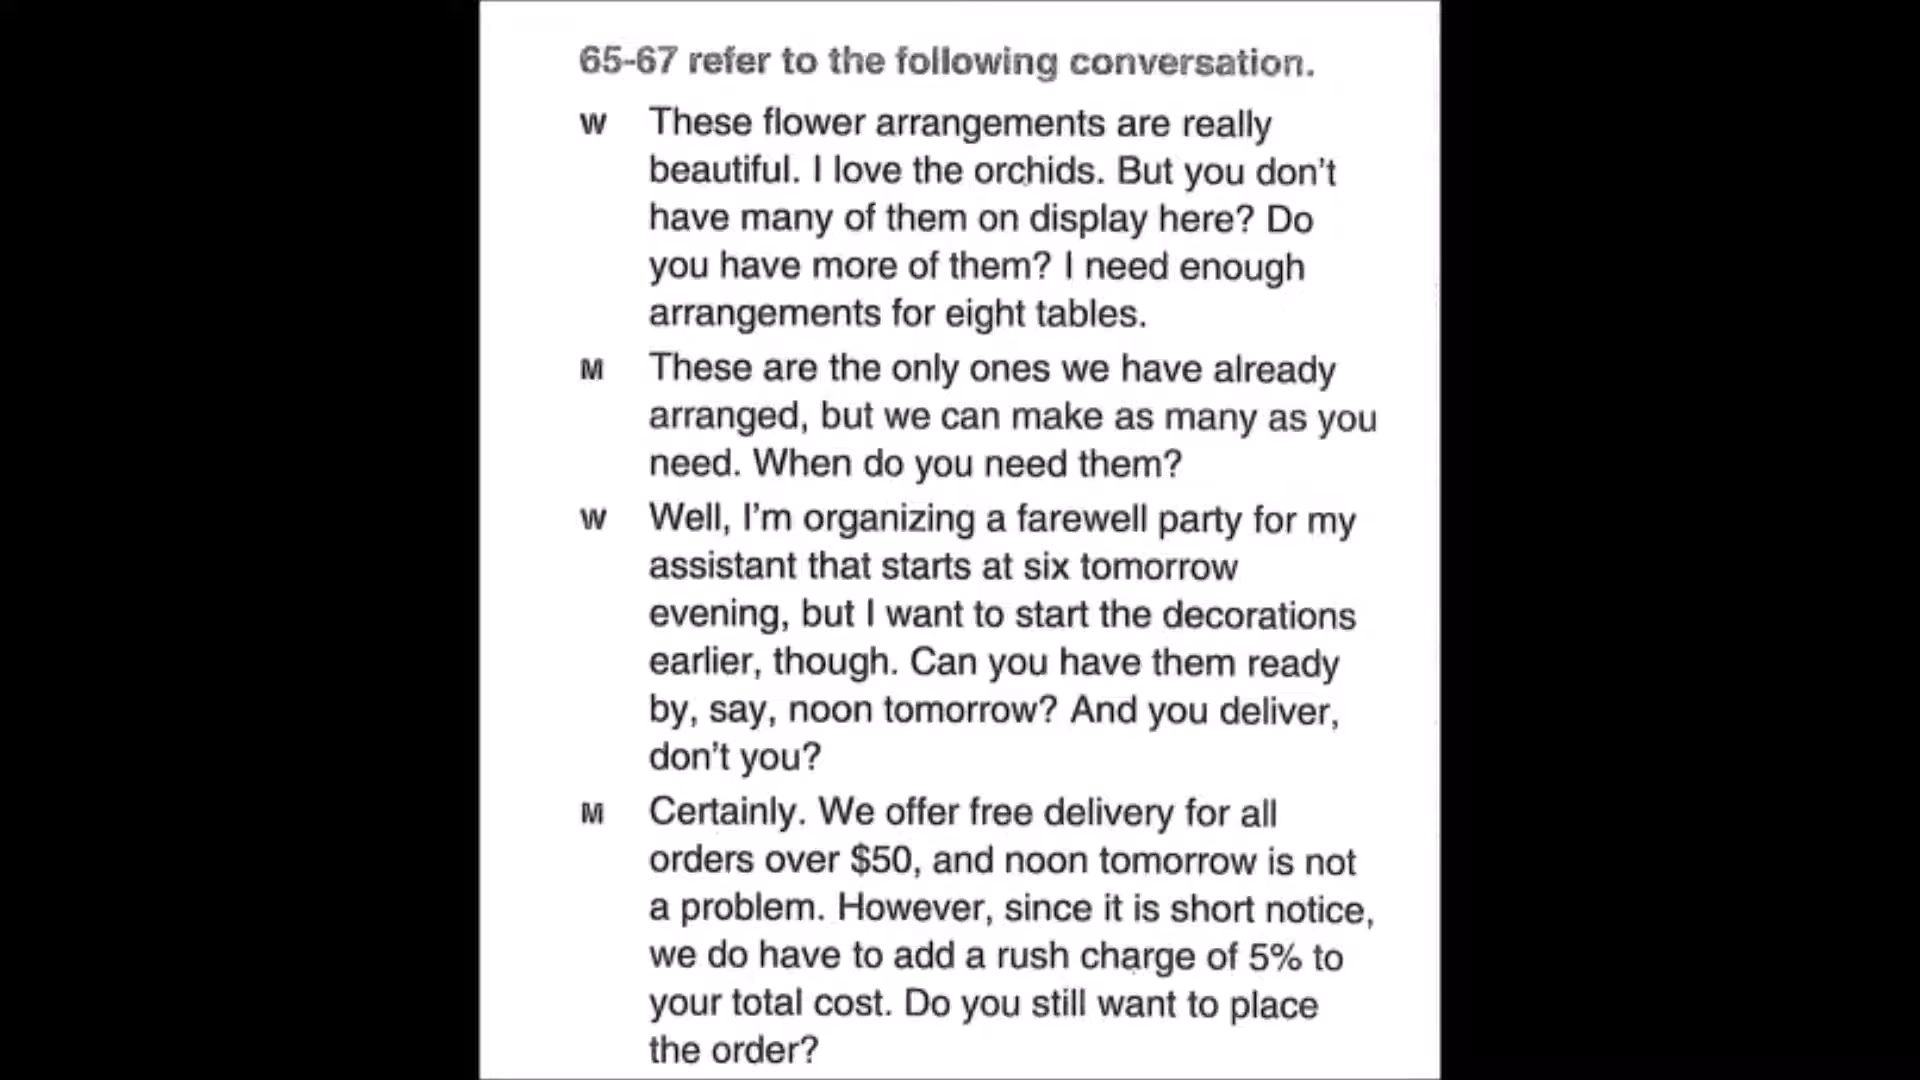 65-67 refer to the following conversation.
W These flower arrangements are really
beautiful. I love the orchids. But you don't
have many of them on display here? Do
you have more of them? I need enough
arrangements for eight tables.
M These are the only ones we have already
arranged, but we can make as many as you
need. When do you need them?
W Well, I'm organizing a farewell party for my
assistant that starts at six tomorrow
evening, but I want to start the decorations
earlier, though. Can you have them ready
by, say, noon tomorrow? And you deliver,
don't you?
M Certainly. We offer free delivery for all
orders over $50, and noon tomorrow is not
a problem. However, since it is short notice,
we do have to add a rush charge of 5% to
your total cost. Do you still want to place
the order?